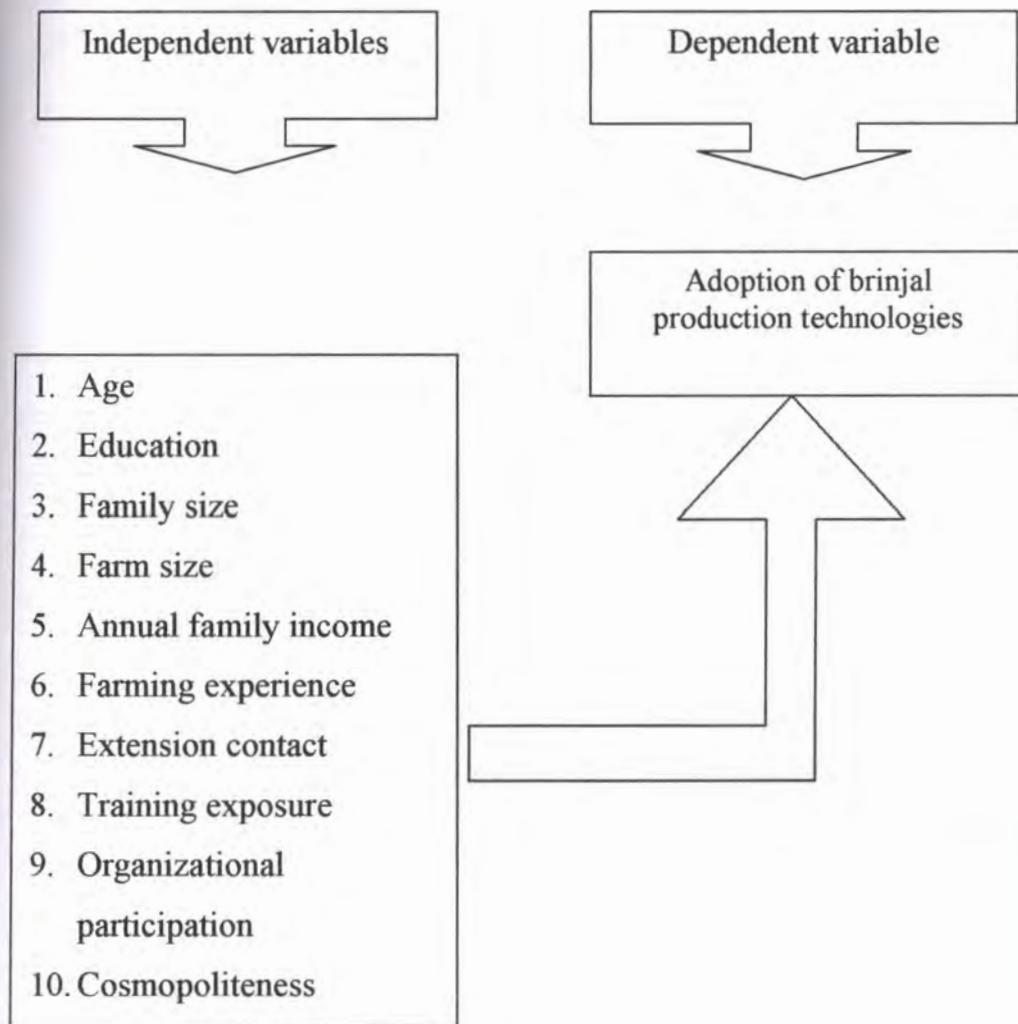 Independent variables
Dependent variable
Adoption of brinjal
production technologies
1. Age
2. Education
3. Family size
4. Farm size
5. Annual family income
6. Farming experience
7. Extension contact
8. Training exposure
9. Organizational
participation
10. Cosmopoliteness